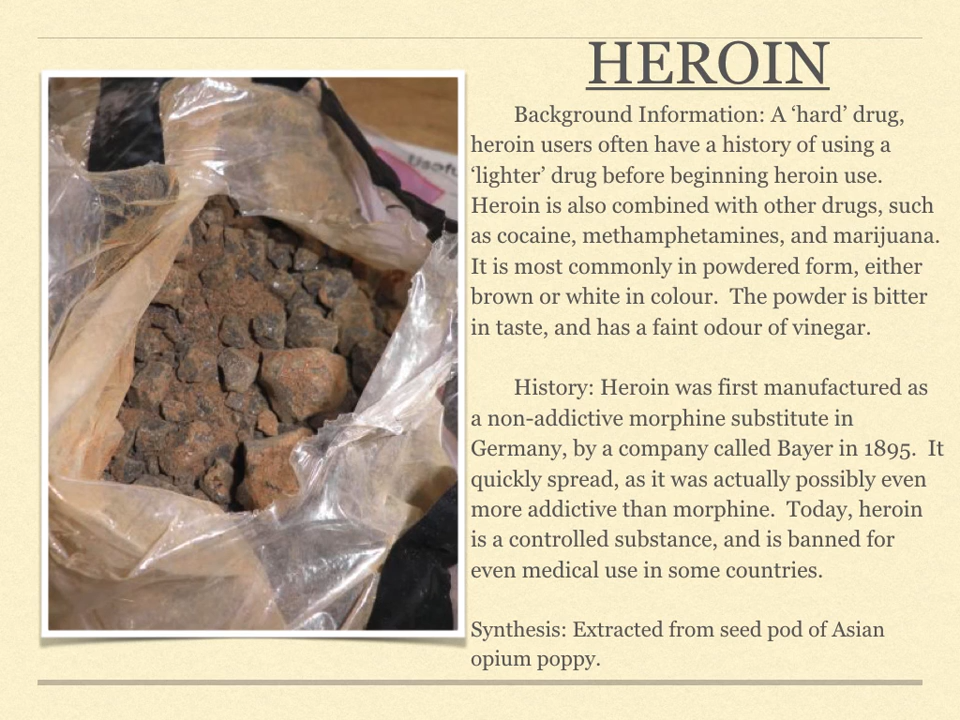 HEROIN
Background Information: A ‘hard’ drug,
heroin users often have a history of using a
‘lighter’ drug before beginning heroin use.
Heroin is also combined with other drugs, such
as cocaine, methamphetamines, and marijuana.
It is most commonly in powdered form, either
brown or white in colour.  The powder is bitter
in taste, and has a faint odour of vinegar.
History: Heroin was first manufactured as
a non-addictive morphine substitute in
Germany, by a company called Bayer in 1895.  It
quickly spread, as it was actually possibly even
more addictive than morphine.  Today, heroin
is a controlled substance, and is banned for
even medical use in some countries.
Synthesis: Extracted from seed pod of Asian
opium poppy.